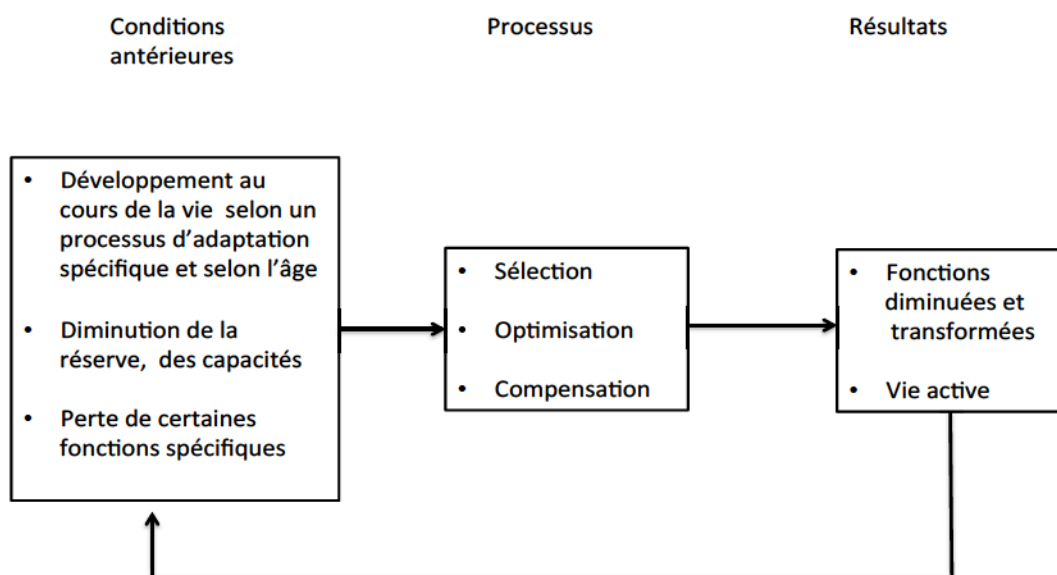 Conditions
antérieures
Processus
Résultats
• Développement au
cours de la vie selon un
processus d'adaptation
spécifique et selon l'âge
• Diminution de la
réserve, des capacités
• Perte de certaines
fonctions spécifiques
• Sélection
• Optimisation
• Compensation
• Fonctions
diminuées et
transformées
• Vie active